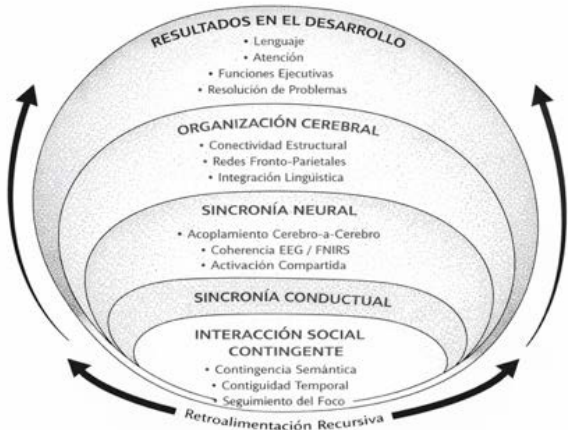 RESULTADOS EN EL DESARROLLO
• Lenguaje
• Atención
• Funciones Ejecutivas
• Resolución de Problemas
ORGANIZACIÓN CEREBRAL
• Conectividad Estructural
• Redes Fronto-Parietales
• Integración Lingüistica
SINCRONÍA NEURAL
• Acoplamiento Cerebro-a-Cerebro
• Coherencia EEG / FNIRS
• Activación Compartida
SINCRONÍA CONDUCTUAL
INTERACCIÓN SOCIAL
CONTINGENTE
• Contingencia Semántica
• Contigüidad Temporal
• Seguimiento del Foco
Retroalimentación Recursiva